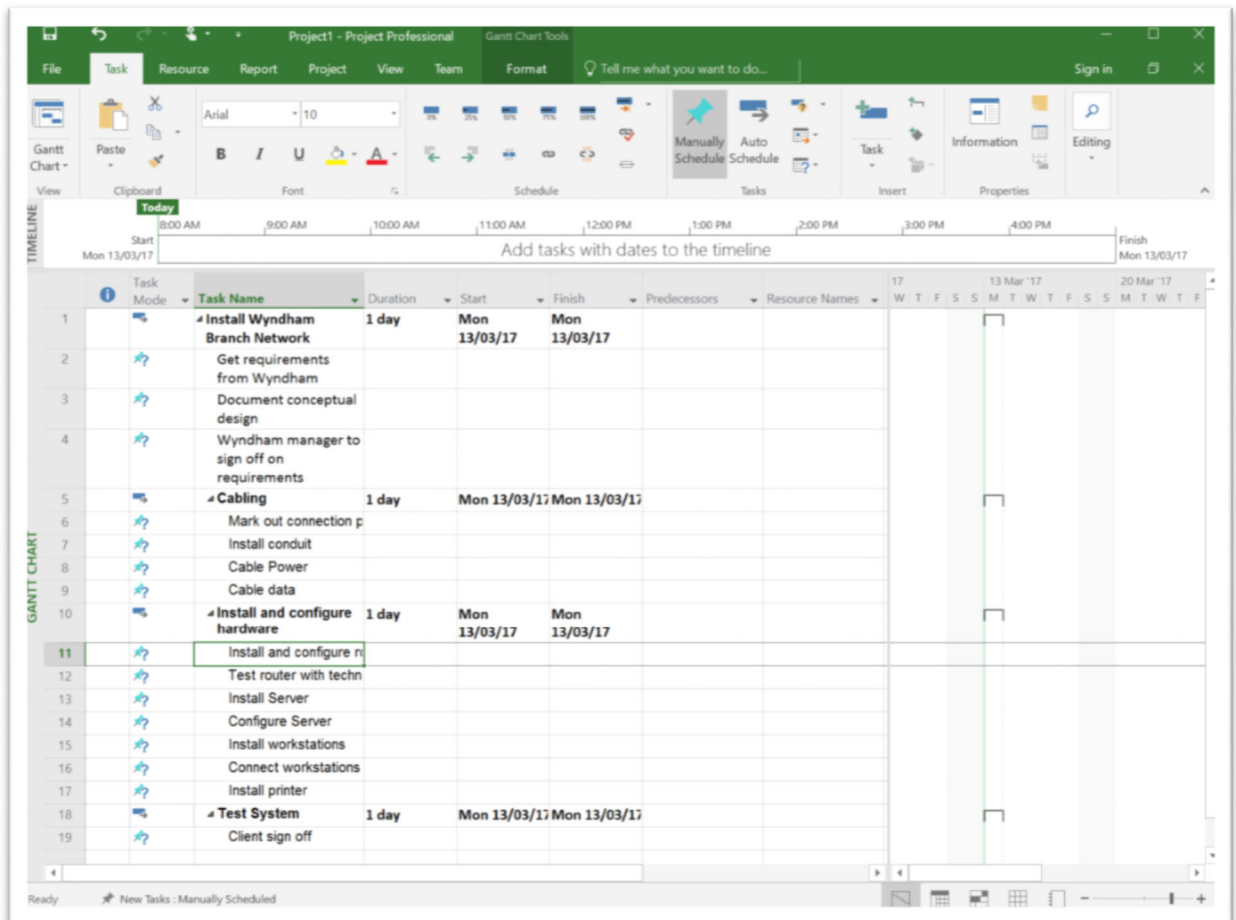 Project1 - Project Professional
Gantt Chart Tools
File Task Resource Report Project View Team Format Tell me what you want to do... Sign in
Arial 10
0% 25% 50% 75% 100%
B I U A
Gantt Chart
Paste
Manually Schedule
Auto Schedule
Task
Information
Editing
View Clipboard Font Schedule Tasks Insert Properties
TIMELINE
Today
8:00 AM 9:00 AM 10:00 AM 11:00 AM 12:00 PM 1:00 PM 2:00 PM 3:00 PM 4:00 PM
Start
Mon 13/03/17
Add tasks with dates to the timeline
Finish
Mon 13/03/17
GANTT CHART
Task Mode Task Name Duration Start Finish Predecessors Resource Names
17 13 Mar '17 20 Mar '17
W T F S S M T W T F S S M T W T F
1 Install Wyndham 1 day Mon Mon
Branch Network 13/03/17 13/03/17
2 Get requirements
from Wyndham
3 Document conceptual
design
4 Wyndham manager to
sign off on
requirements
5 Cabling 1 day Mon 13/03/17 Mon 13/03/17
6 Mark out connection p
7 Install conduit
8 Cable Power
9 Cable data
10 Install and configure 1 day Mon Mon
hardware 13/03/17 13/03/17
11 Install and configure
12 Test router with techn
13 Install Server
14 Configure Server
15 Install workstations
16 Connect workstations
17 Install printer
18 Test System 1 day Mon 13/03/17 Mon 13/03/17
19 Client sign off
Ready New Tasks : Manually Scheduled